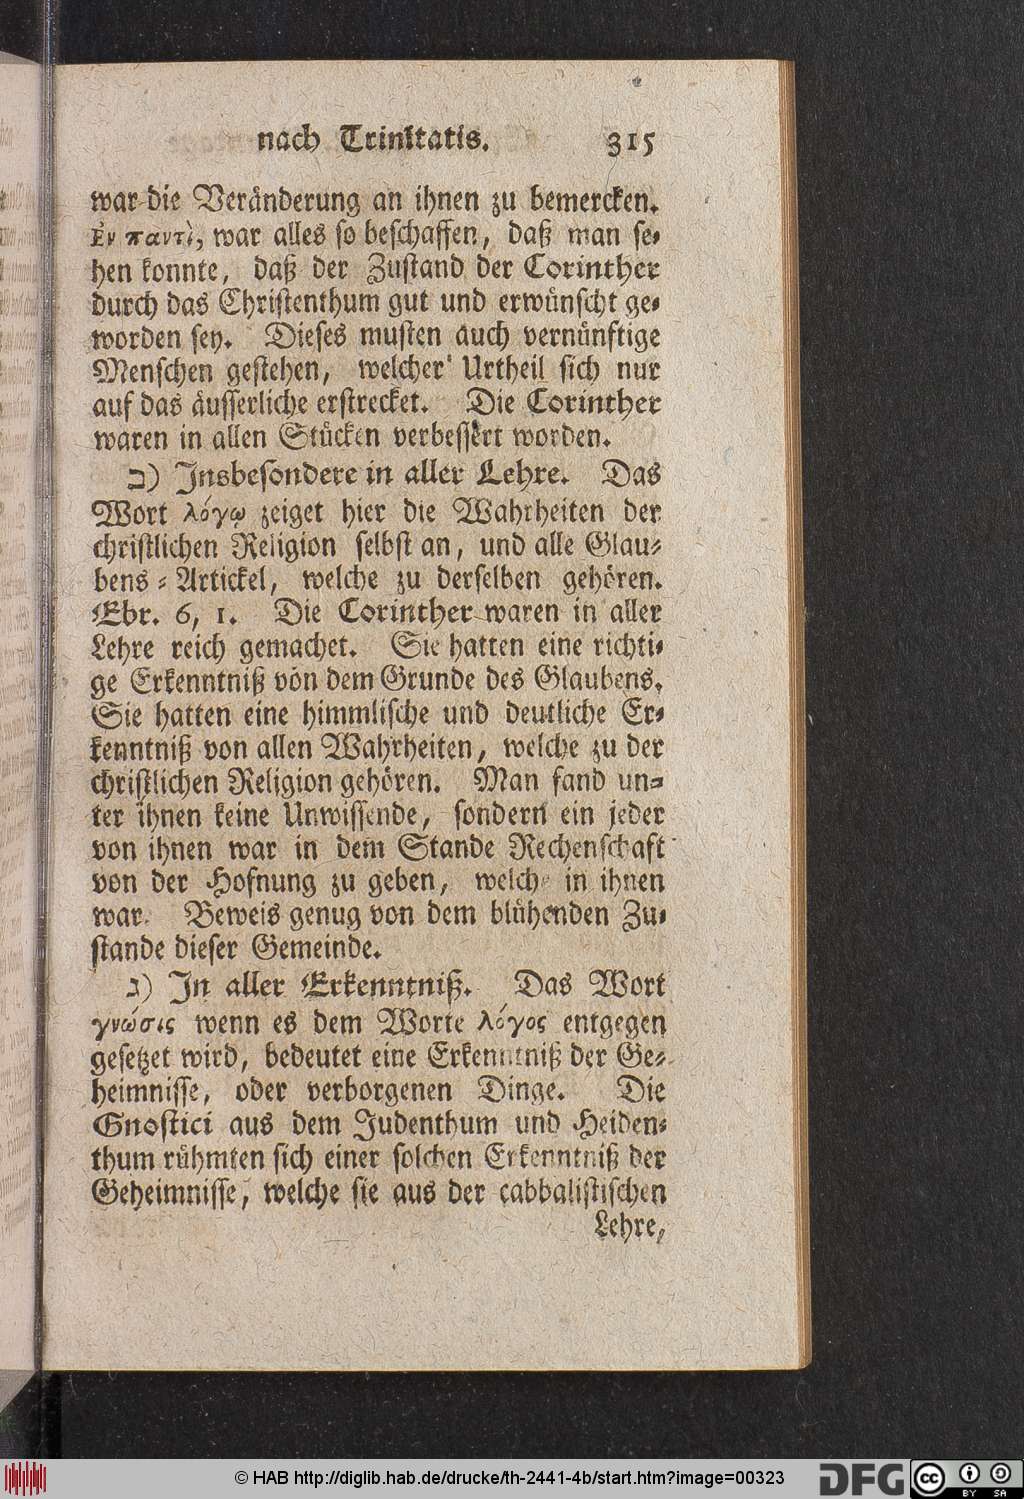 nach Trinitatis. 315
war die Veränderung an ihnen zu bemercken.
Ἐν παντὶ, war alles so beschaffen, daß man se⸗
hen konnte, daß der Zustand der Corinther
durch das Christenthum gut und erwünscht ge⸗
worden sey. Dieses musten auch vernünftige
Menschen gestehen, welcher Urtheil sich nur
auf das äusserliche erstrecket. Die Corinther
waren in allen Stücken verbessert worden.
ב) Insbesondere in aller Lehre. Das
Wort λόγῳ zeiget hier die Wahrheiten der
christlichen Religion selbst an, und alle Glau⸗
bens⸗Artickel, welche zu derselben gehören.
Ebr. 6, 1. Die Corinther waren in aller
Lehre reich gemachet. Sie hatten eine richti⸗
ge Erkenntniß von dem Grunde des Glaubens.
Sie hatten eine himmlische und deutliche Er⸗
kenntniß von allen Wahrheiten, welche zu der
christlichen Religion gehören. Man fand un⸗
ter ihnen keine Unwissende, sondern ein jeder
von ihnen war in dem Stande Rechenschaft
von der Hofnung zu geben, welche in ihnen
war. Beweis genug von dem blühenden Zu⸗
stande dieser Gemeinde.
ג) In aller Erkenntniß. Das Wort
γνώσις wenn es dem Worte λόγος entgegen
gesetzet wird, bedeutet eine Erkenntniß der Ge⸗
heimnisse, oder verborgenen Dinge. Die
Gnostici aus dem Judenthum und Heiden⸗
thum rühmten sich einer solchen Erkenntniß der
Geheimnisse, welche sie aus der cabbalistischen
Lehre,
© HAB http://diglib.hab.de/drucke/th-2441-4b/start.htm?image=00323
DFG cc BY SA